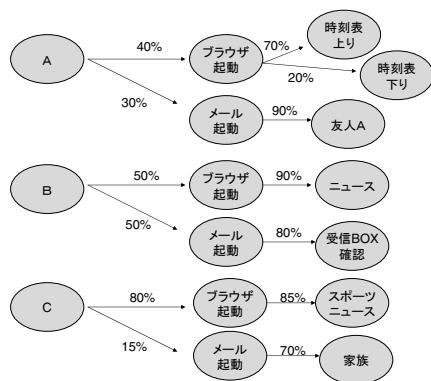 A
40%
ブラウザ
起動
70%
時刻表
上り
20%
時刻表
下り
30%
メール
起動
90%
友人A
B
50%
ブラウザ
起動
90%
ニュース
50%
メール
起動
80%
受信BOX
確認
C
80%
ブラウザ
起動
85%
スポーツ
ニュース
15%
メール
起動
70%
家族